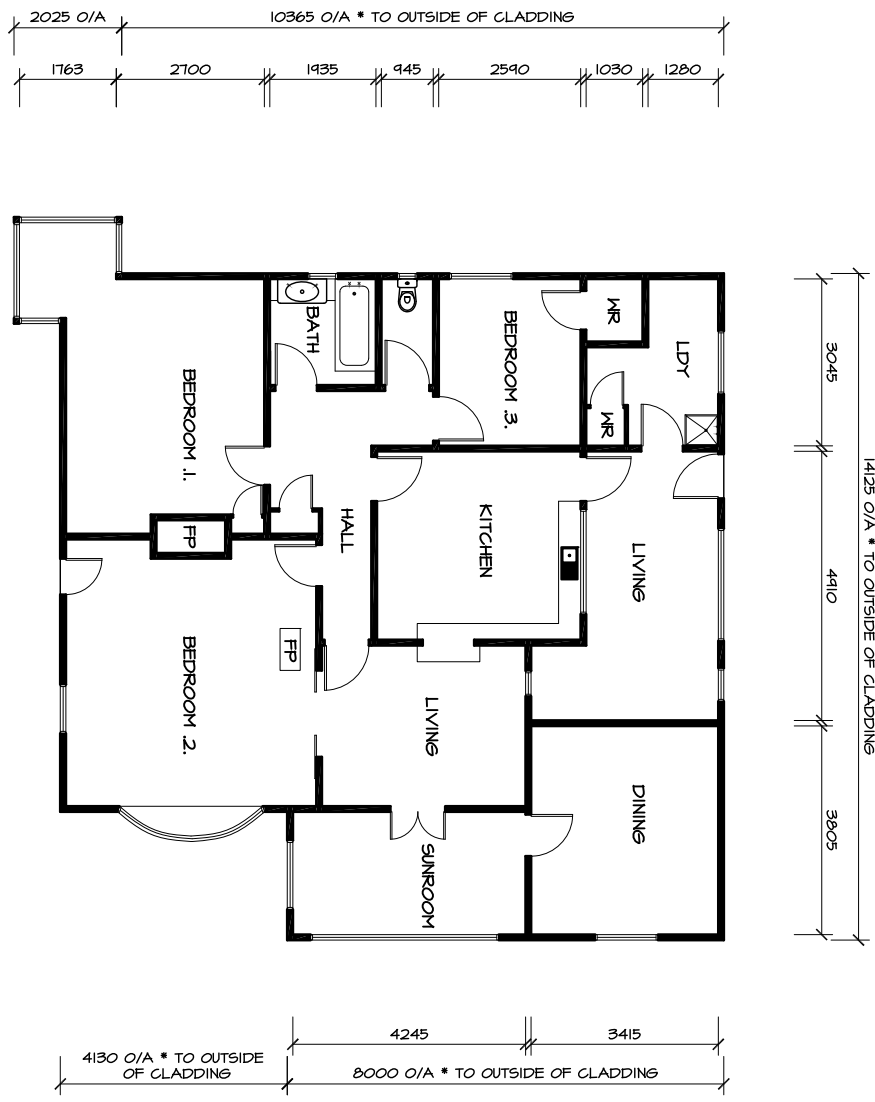 2025 O/A
10365 O/A * TO OUTSIDE OF CLADDING
1763
2700
1935
945
2590
1030
1280
BATH
BEDROOM .3.
WR
LDY
WR
BEDROOM .1.
FP
HALL
KITCHEN
LIVING
BEDROOM .2.
FP
LIVING
DINING
SUNROOM
3045
4910
3805
14125 O/A * TO OUTSIDE OF CLADDING
4245
3415
4130 O/A * TO OUTSIDE
OF CLADDING
8000 O/A * TO OUTSIDE OF CLADDING